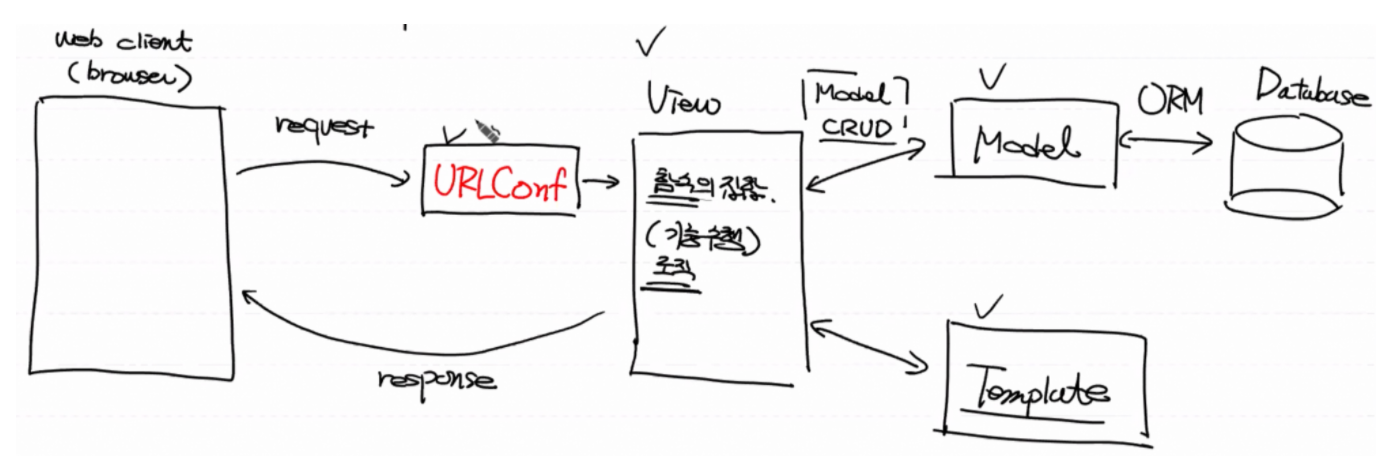 web client
(browser)
request
URLConf
View
함수의 집합.
(기능수행)
로직
Model
CRUD
Model
ORM
Database
Template
response